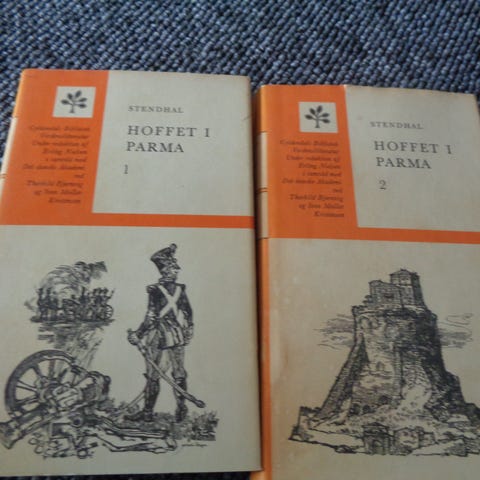 STENDHAL
HOFFET I
PARMA
1
Gyldendals Bibliotek
Verdenslitteratur
Under redaktion af
Erling Nielsen
i samråd med
Det danske Akademi
ved
Thorkild Bjørnvig
og Sven Møller
Kristensen
STENDHAL
HOFFET I
PARMA
2
Gyldendals Bibliotek
Verdenslitteratur
Under redaktion af
Erling Nielsen
i samråd med
Det danske Akademi
ved
Thorkild Bjørnvig
og Sven Møller
Kristensen